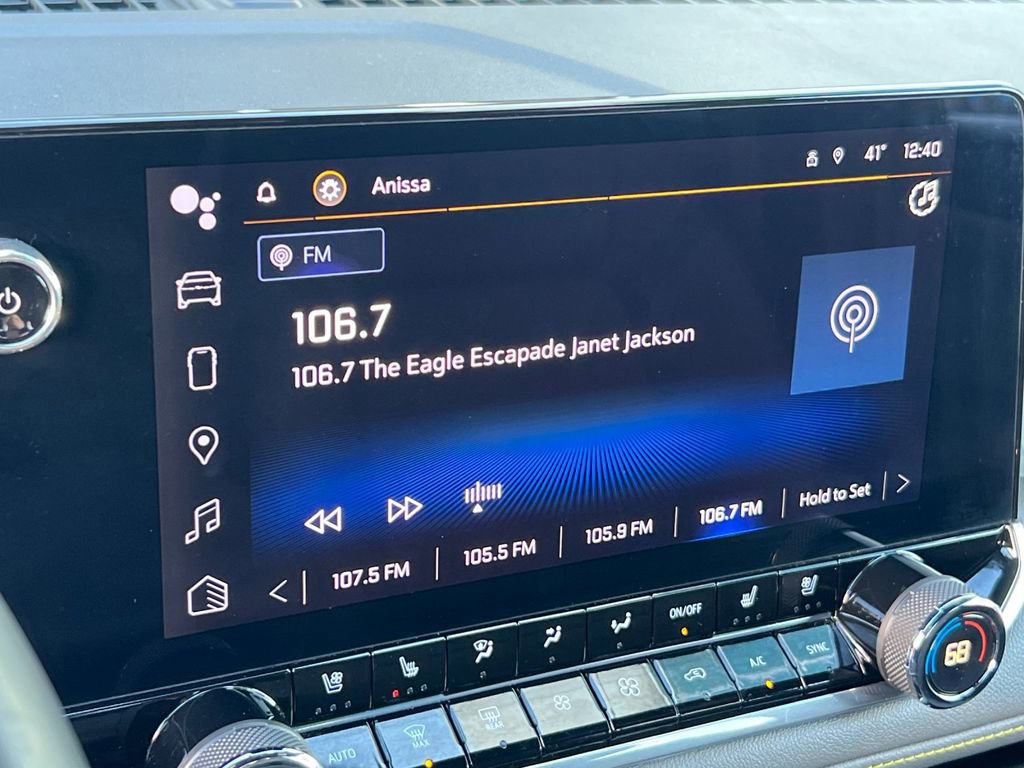 Anissa 41° 12:40
FM
106.7
106.7 The Eagle Escapade Janet Jackson
107.5 FM 105.5 FM 105.9 FM 106.7 FM Hold to Set
ON/OFF
AUTO MAX REAR A/C SYNC
68